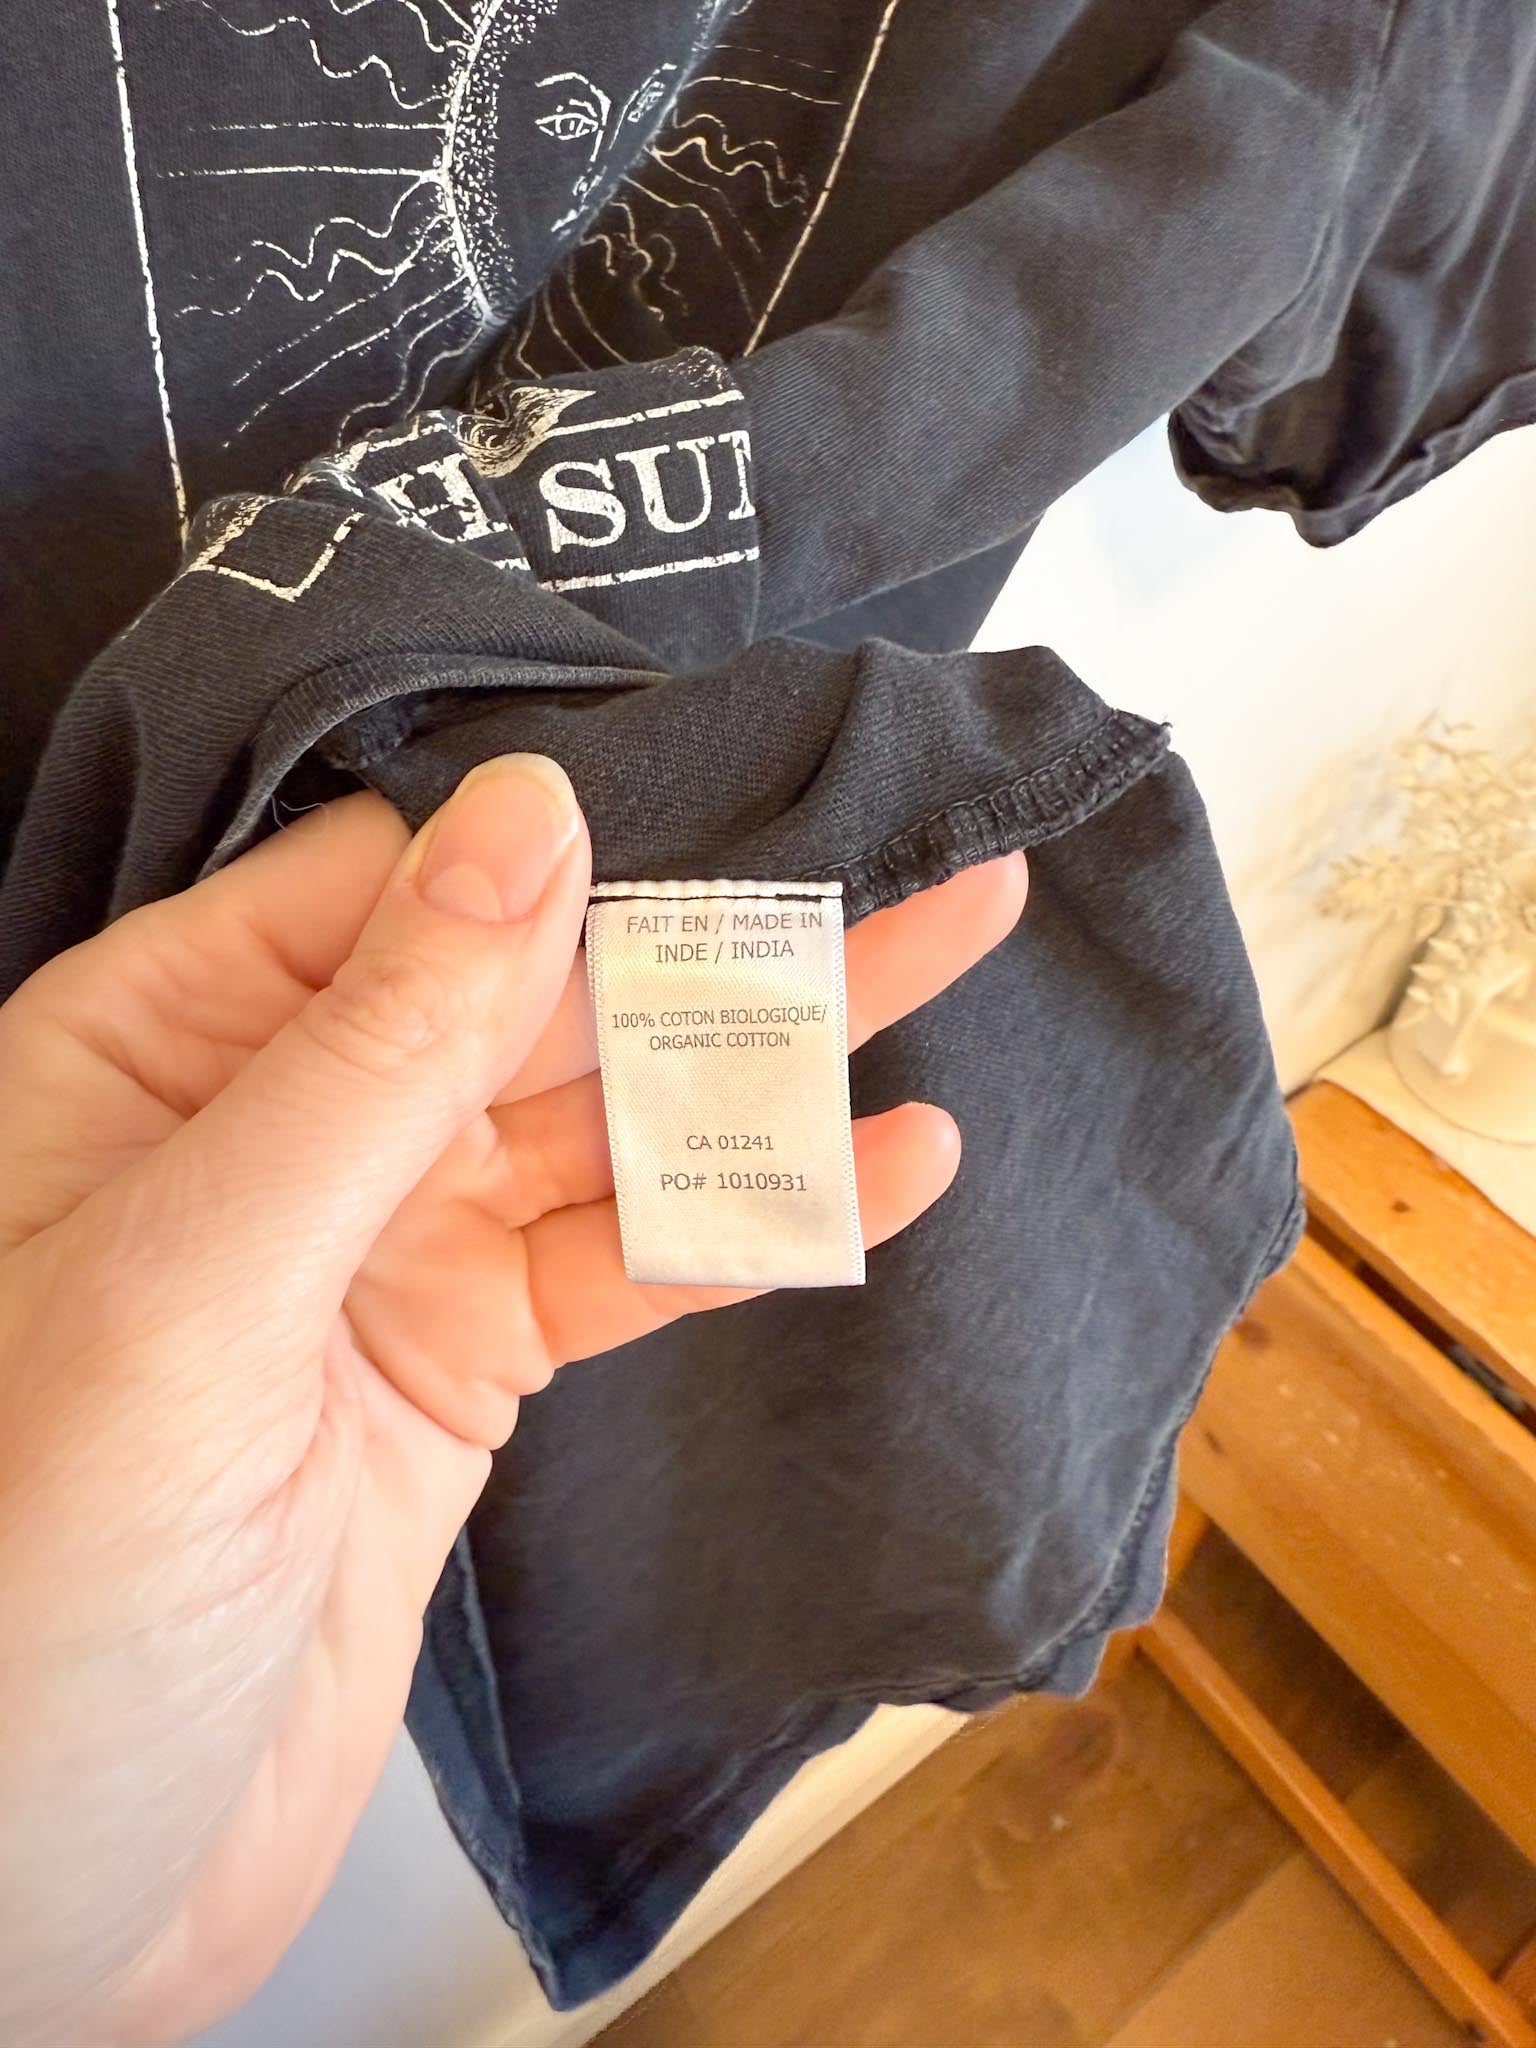 H SUN
FAIT EN / MADE IN
INDE / INDIA
100% COTON BIOLOGIQUE/
ORGANIC COTTON
CA 01241
PO# 1010931